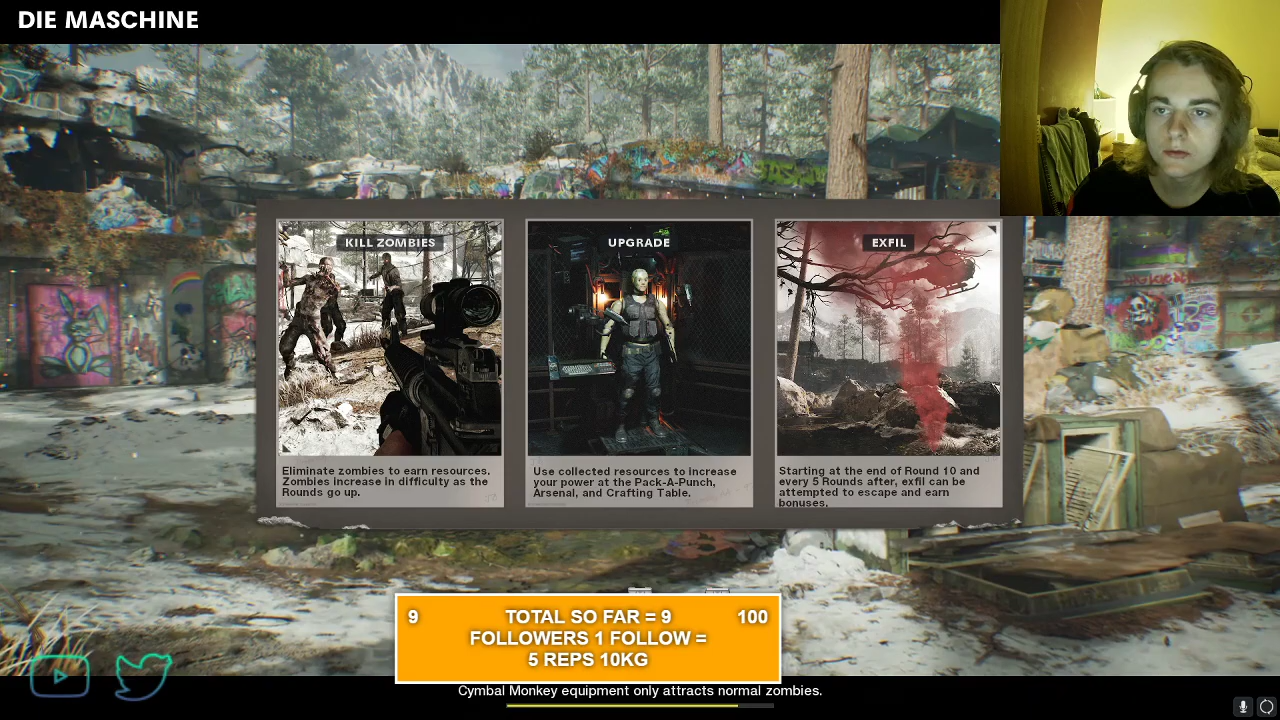 DIE MASCHINE
KILL ZOMBIES
Eliminate zombies to earn resources.
Zombies increase in difficulty as the
Rounds go up.
UPGRADE
Use collected resources to increase
your power at the Pack-A-Punch,
Arsenal, and Crafting Table.
EXFIL
Starting at the end of Round 10 and
every 5 Rounds after, exfil can be
attempted to escape and earn
bonuses.
9 TOTAL SO FAR = 9 100
FOLLOWERS 1 FOLLOW =
5 REPS 10KG
Cymbal Monkey equipment only attracts normal zombies.